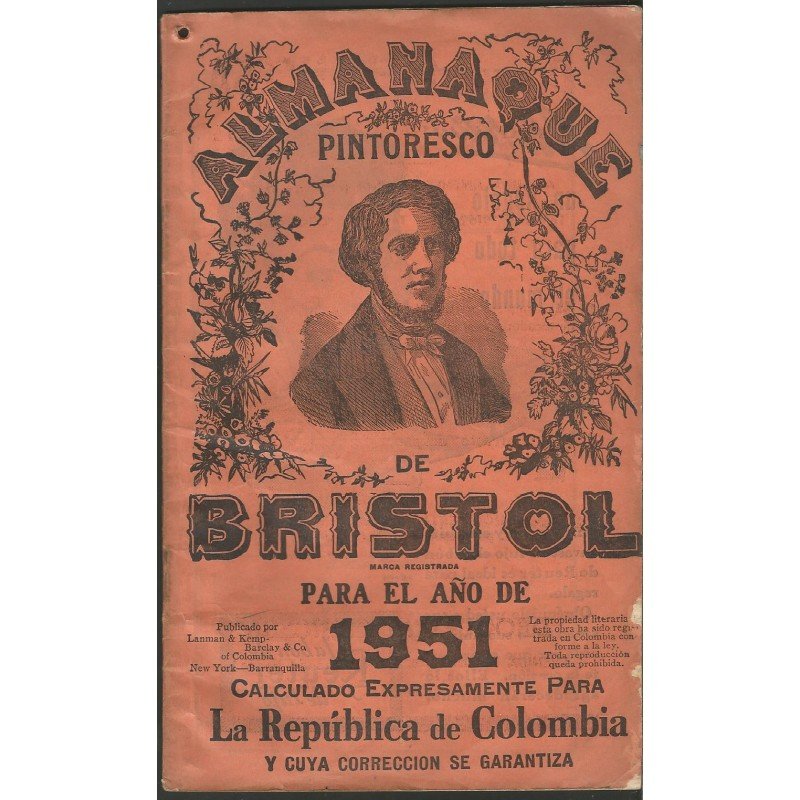 ALMANAQUE
PINTORESCO
DE
BRISTOL
MARCA REGISTRADA
PARA EL AÑO DE
1951
Publicado por
Lanman & Kemp-
Barclay & Co.
of Colombia
New York—Barranquilla
La propiedad literaria
esta obra ha sido regis-
trada en Colombia con
forme a la ley.
Toda reproducción
queda prohibida.
CALCULADO EXPRESAMENTE PARA
La República de Colombia
Y CUYA CORRECCION SE GARANTIZA